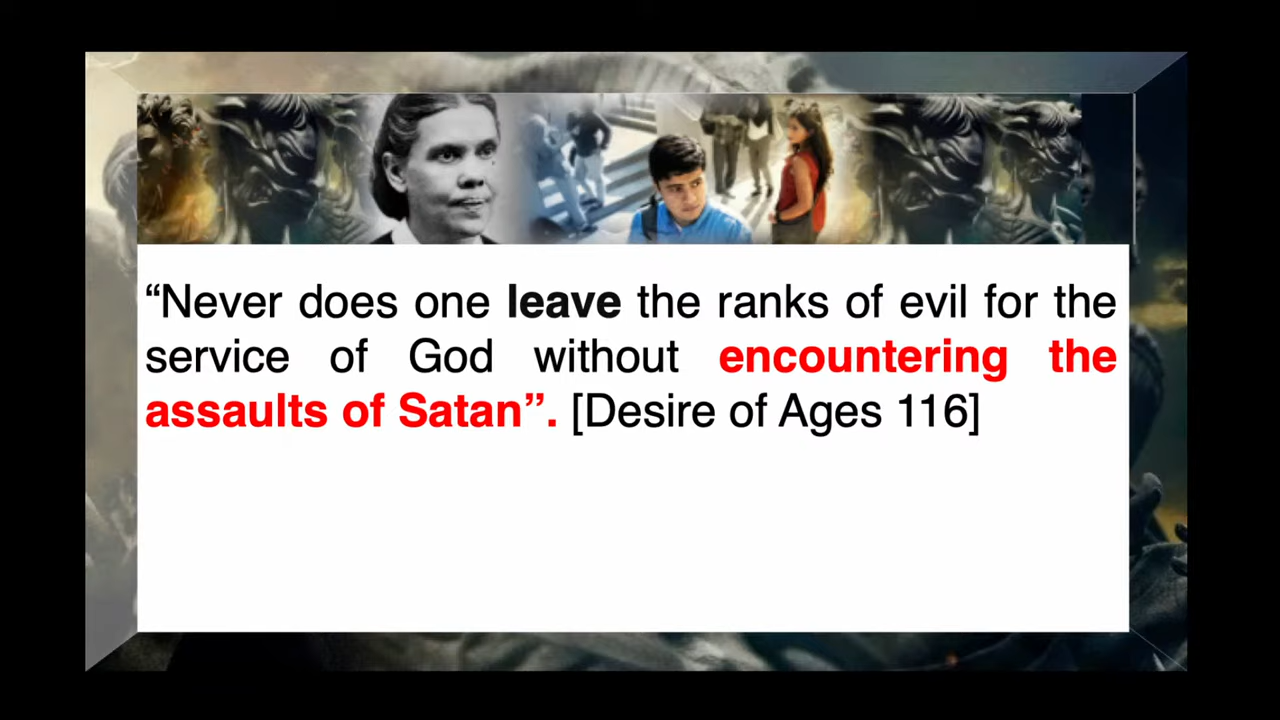 “Never does one leave the ranks of evil for the
service of God without encountering the
assaults of Satan”. [Desire of Ages 116]